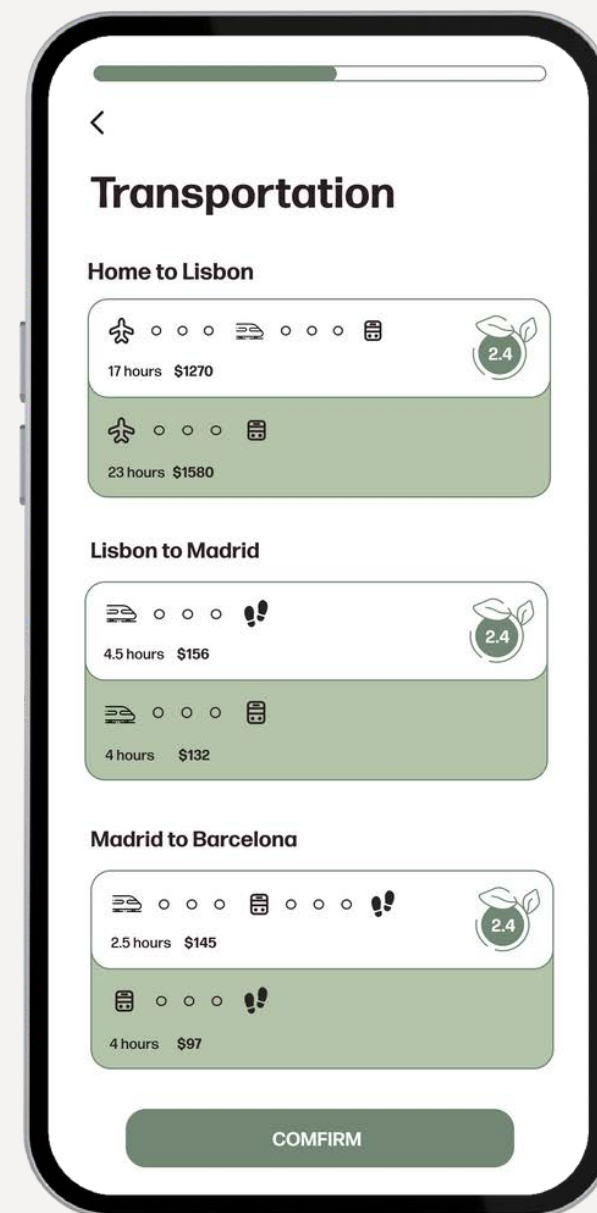 Transportation
Home to Lisbon
2.4
17 hours $1270
23 hours $1580
Lisbon to Madrid
2.4
4.5 hours $156
4 hours $132
Madrid to Barcelona
2.4
2.5 hours $145
4 hours $97
COMFIRM